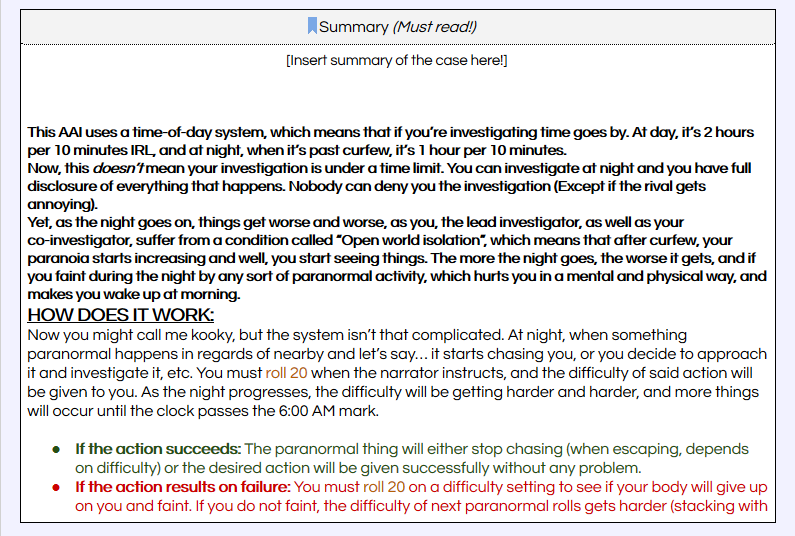 Summary (Must read!)
[Insert summary of the case here!]
This AAI uses a time-of-day system, which means that if you're investigating time goes by. At day, it's 2 hours
per 10 minutes IRL, and at night, when it's past curfew, it's 1 hour per 10 minutes.
Now, this doesn't mean your investigation is under a time limit. You can investigate at night and you have full
disclosure of everything that happens. Nobody can deny you the investigation (Except if the rival gets
annoying).
Yet, as the night goes on, things get worse and worse, as you, the lead investigator, as well as your
co-investigator, suffer from a condition called “Open world isolation”, which means that after curfew, your
paranoia starts increasing and well, you start seeing things. The more the night goes, the worse it gets, and if
you faint during the night by any sort of paranormal activity, which hurts you in a mental and physical way, and
makes you wake up at morning.
HOW DOES IT WORK:
Now you might call me kooky, but the system isn't that complicated. At night, when something
paranormal happens in regards of nearby and let's say... it starts chasing you, or you decide to approach
it and investigate it, etc. You must roll 20 when the narrator instructs, and the difficulty of said action will
be given to you. As the night progresses, the difficulty will be getting harder and harder, and more things
will occur until the clock passes the 6:00 AM mark.
● If the action succeeds: The paranormal thing will either stop chasing (when escaping, depends
on difficulty) or the desired action will be given successfully without any problem.
● If the action results on failure: You must roll 20 on a difficulty setting to see if your body will give up
on you and faint. If you do not faint, the difficulty of next paranormal rolls gets harder (stacking with